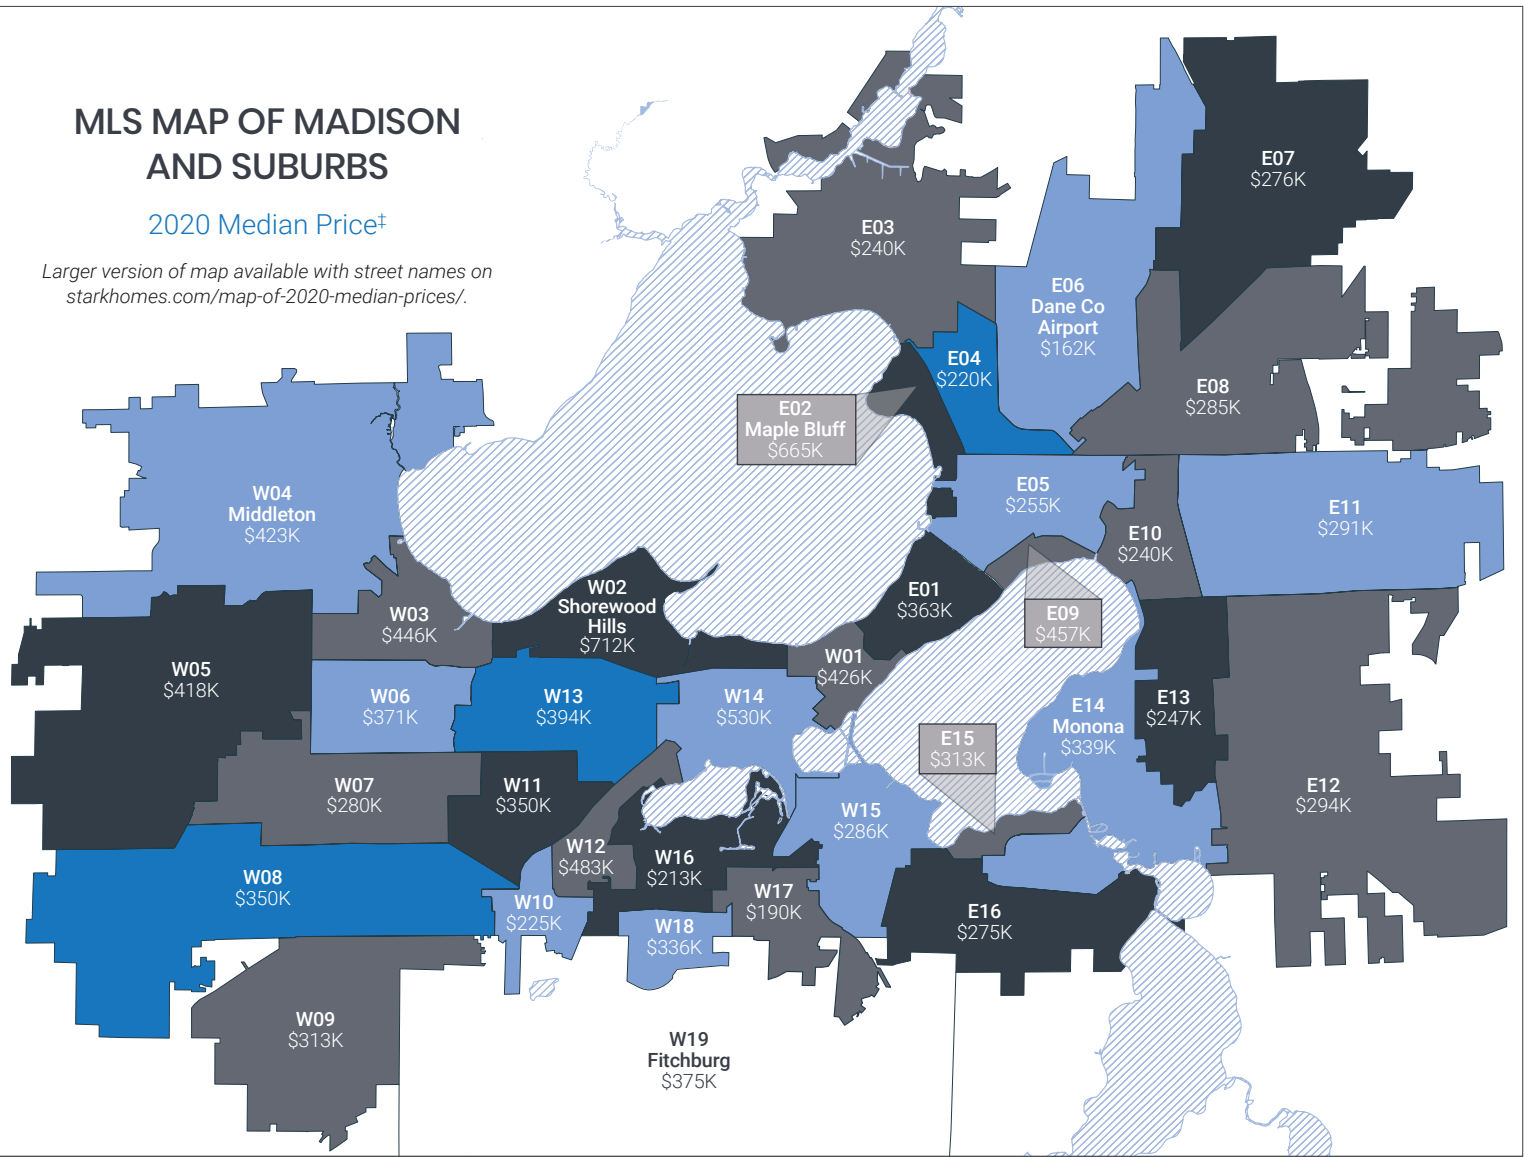 MLS MAP OF MADISON
AND SUBURBS
2020 Median Price‡
Larger version of map available with street names on
starkhomes.com/map-of-2020-median-prices/.
E07
$276K
E03
$240K
E06
Dane Co
Airport
$162K
E04
$220K
E08
$285K
E02
Maple Bluff
$665K
W04
Middleton
$423K
E05
$255K
E11
$291K
E10
$240K
W02
Shorewood
Hills
$712K
E01
$363K
W03
$446K
E09
$457K
W05
$418K
W01
$426K
W06
$371K
W13
$394K
W14
$530K
E13
$247K
E14
Monona
$339K
E15
$313K
W07
$280K
W11
$350K
E12
$294K
W15
$286K
W12
$483K
W16
$213K
W08
$350K
W17
$190K
W10
$225K
E16
$275K
W18
$336K
W09
$313K
W19
Fitchburg
$375K